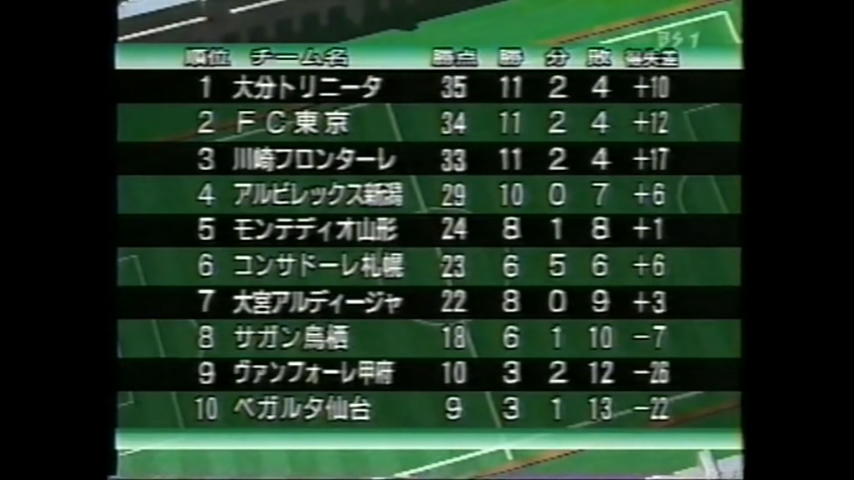 BS1
順位 チーム名 勝点 勝 分 敗 得失差
1 大分トリニータ 35 11 2 4 +10
2 FC東京 34 11 2 4 +12
3 川崎フロンターレ 33 11 2 4 +17
4 アルビレックス新潟 29 10 0 7 +6
5 モンテディオ山形 24 8 1 8 +1
6 コンサドーレ札幌 23 6 5 6 +6
7 大宮アルディージャ 22 8 0 9 +3
8 サガン鳥栖 18 6 1 10 -7
9 ヴァンフォーレ甲府 10 3 2 12 -26
10 ベガルタ仙台 9 3 1 13 -22